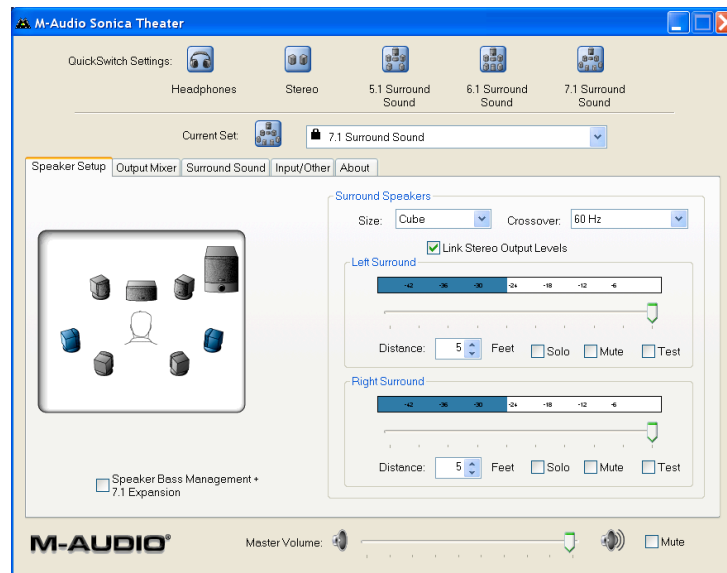 M-Audio Sonica Theater
QuickSwitch Settings:
Headphones
Stereo
5.1 Surround
Sound
6.1 Surround
Sound
7.1 Surround
Sound
Current Set:
7.1 Surround Sound
Speaker Setup
Output Mixer
Surround Sound
Input/Other
About
Surround Speakers
Size: Cube
Crossover: 60 Hz
Link Stereo Output Levels
Left Surround
-42 -36 -30 -24 -18 -12 -6
Distance: 5 Feet Solo Mute Test
Right Surround
-42 -36 -30 -24 -18 -12 -6
Distance: 5 Feet Solo Mute Test
Speaker Bass Management +
7.1 Expansion
M-AUDIO®
Master Volume:
Mute